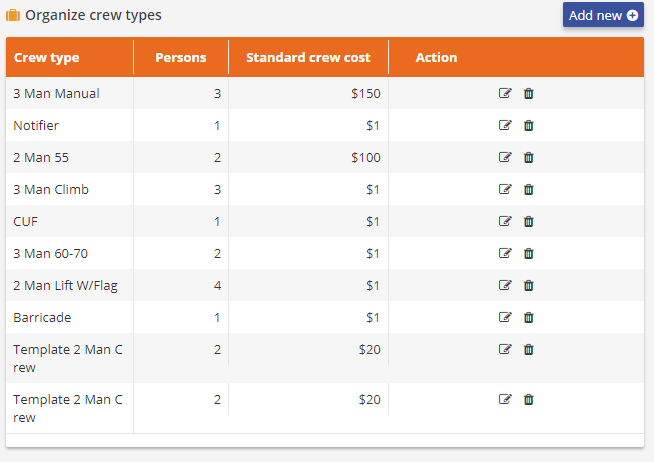 Organize crew types
Add new
Crew type Persons Standard crew cost Action
3 Man Manual 3 $150
Notifier 1 $1
2 Man 55 2 $100
3 Man Climb 3 $1
CUF 1 $1
3 Man 60-70 2 $1
2 Man Lift W/Flag 4 $1
Barricade 1 $1
Template 2 Man C 2 $20
rew
Template 2 Man C 2 $20
rew